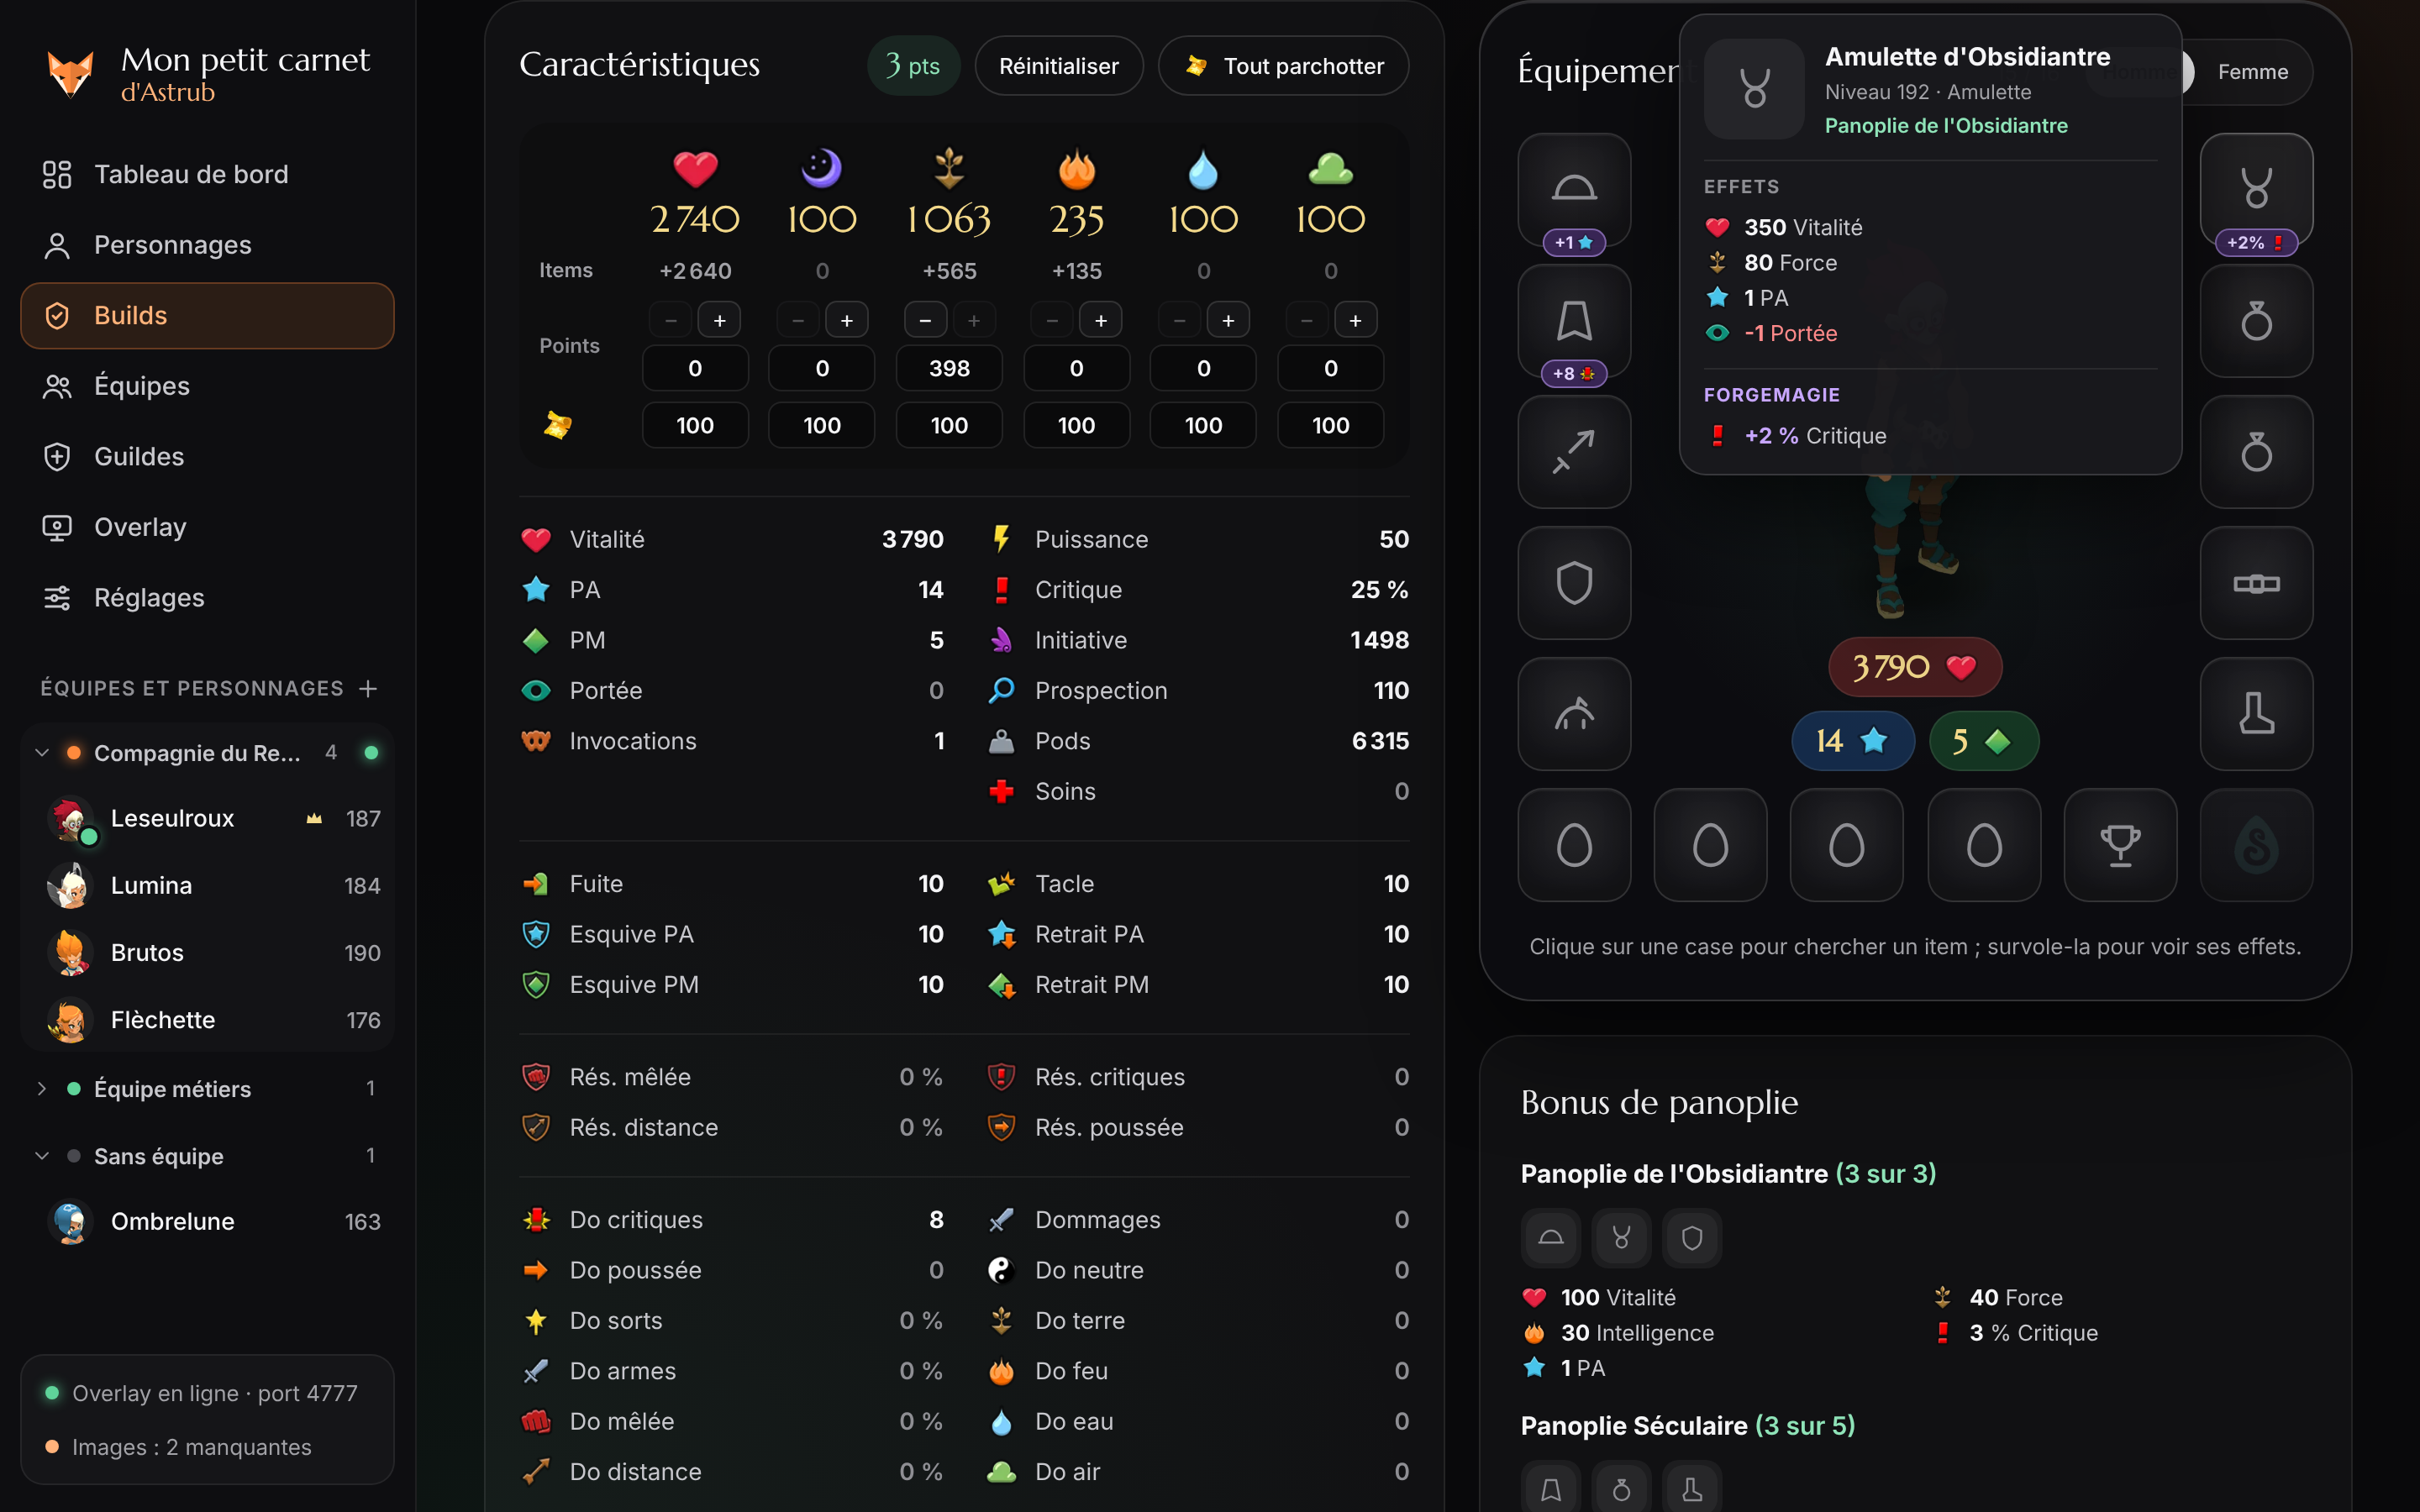 Mon petit carnet
d'Astrub
Tableau de bord
Personnages
Builds
Équipes
Guildes
Overlay
Réglages
ÉQUIPES ET PERSONNAGES +
Compagnie du Re... 4
Leseulroux 187
Lumina 184
Brutos 190
Flèchette 176
Équipe métiers 1
Sans équipe 1
Ombrelune 163
Overlay en ligne · port 4777
Images : 2 manquantes
Caractéristiques
3 pts
Réinitialiser
Tout parchotter
2 740 100 1 063 235 100 100
Items +2 640 0 +565 +135 0 0
− + − + − + − + − + − +
Points
0 0 398 0 0 0
100 100 100 100 100 100
Vitalité 3 790
Puissance 50
PA 14
Critique 25 %
PM 5
Initiative 1 498
Portée 0
Prospection 110
Invocations 1
Pods 6 315
Soins 0
Fuite 10
Tacle 10
Esquive PA 10
Retrait PA 10
Esquive PM 10
Retrait PM 10
Rés. mêlée 0 %
Rés. critiques 0
Rés. distance 0 %
Rés. poussée 0
Do critiques 8
Dommages 0
Do poussée 0
Do neutre 0
Do sorts 0 %
Do terre 0
Do armes 0 %
Do feu 0
Do mêlée 0 %
Do eau 0
Do distance 0 %
Do air 0
Équipement
Homme
Femme
Amulette d'Obsidiantre
Niveau 192 · Amulette
Panoplie de l'Obsidiantre
EFFETS
350 Vitalité
80 Force
1 PA
-1 Portée
FORGEMAGIE
+2 % Critique
+1
+2%
+8
3 790
14
5
Clique sur une case pour chercher un item ; survole-la pour voir ses effets.
Bonus de panoplie
Panoplie de l'Obsidiantre (3 sur 3)
100 Vitalité
40 Force
30 Intelligence
3 % Critique
1 PA
Panoplie Séculaire (3 sur 5)